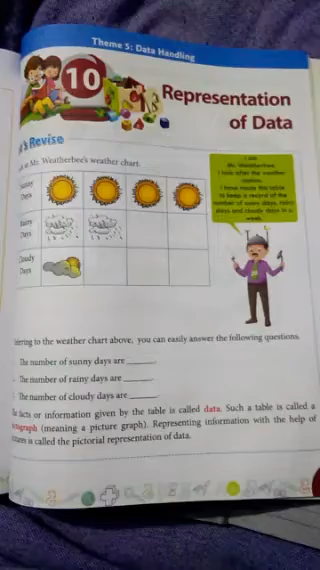 Theme 5: Data Handling
10
Representation
of Data
Revise
at Mr. Weatherbee's weather chart.
Sunny
Days
Rainy
Days
Cloudy
Days
I am
Mr. Weatherbee.
I look after the weather
station.
I have made the table
to keep a record of the
number of sunny days, rainy
days and cloudy days in a
week.
referring to the weather chart above, you can easily answer the following questions.
The number of sunny days are ______.
The number of rainy days are ______.
The number of cloudy days are ______.
facts or information given by the table is called data. Such a table is called a
(meaning a picture graph). Representing information with the help of
is called the pictorial representation of data.